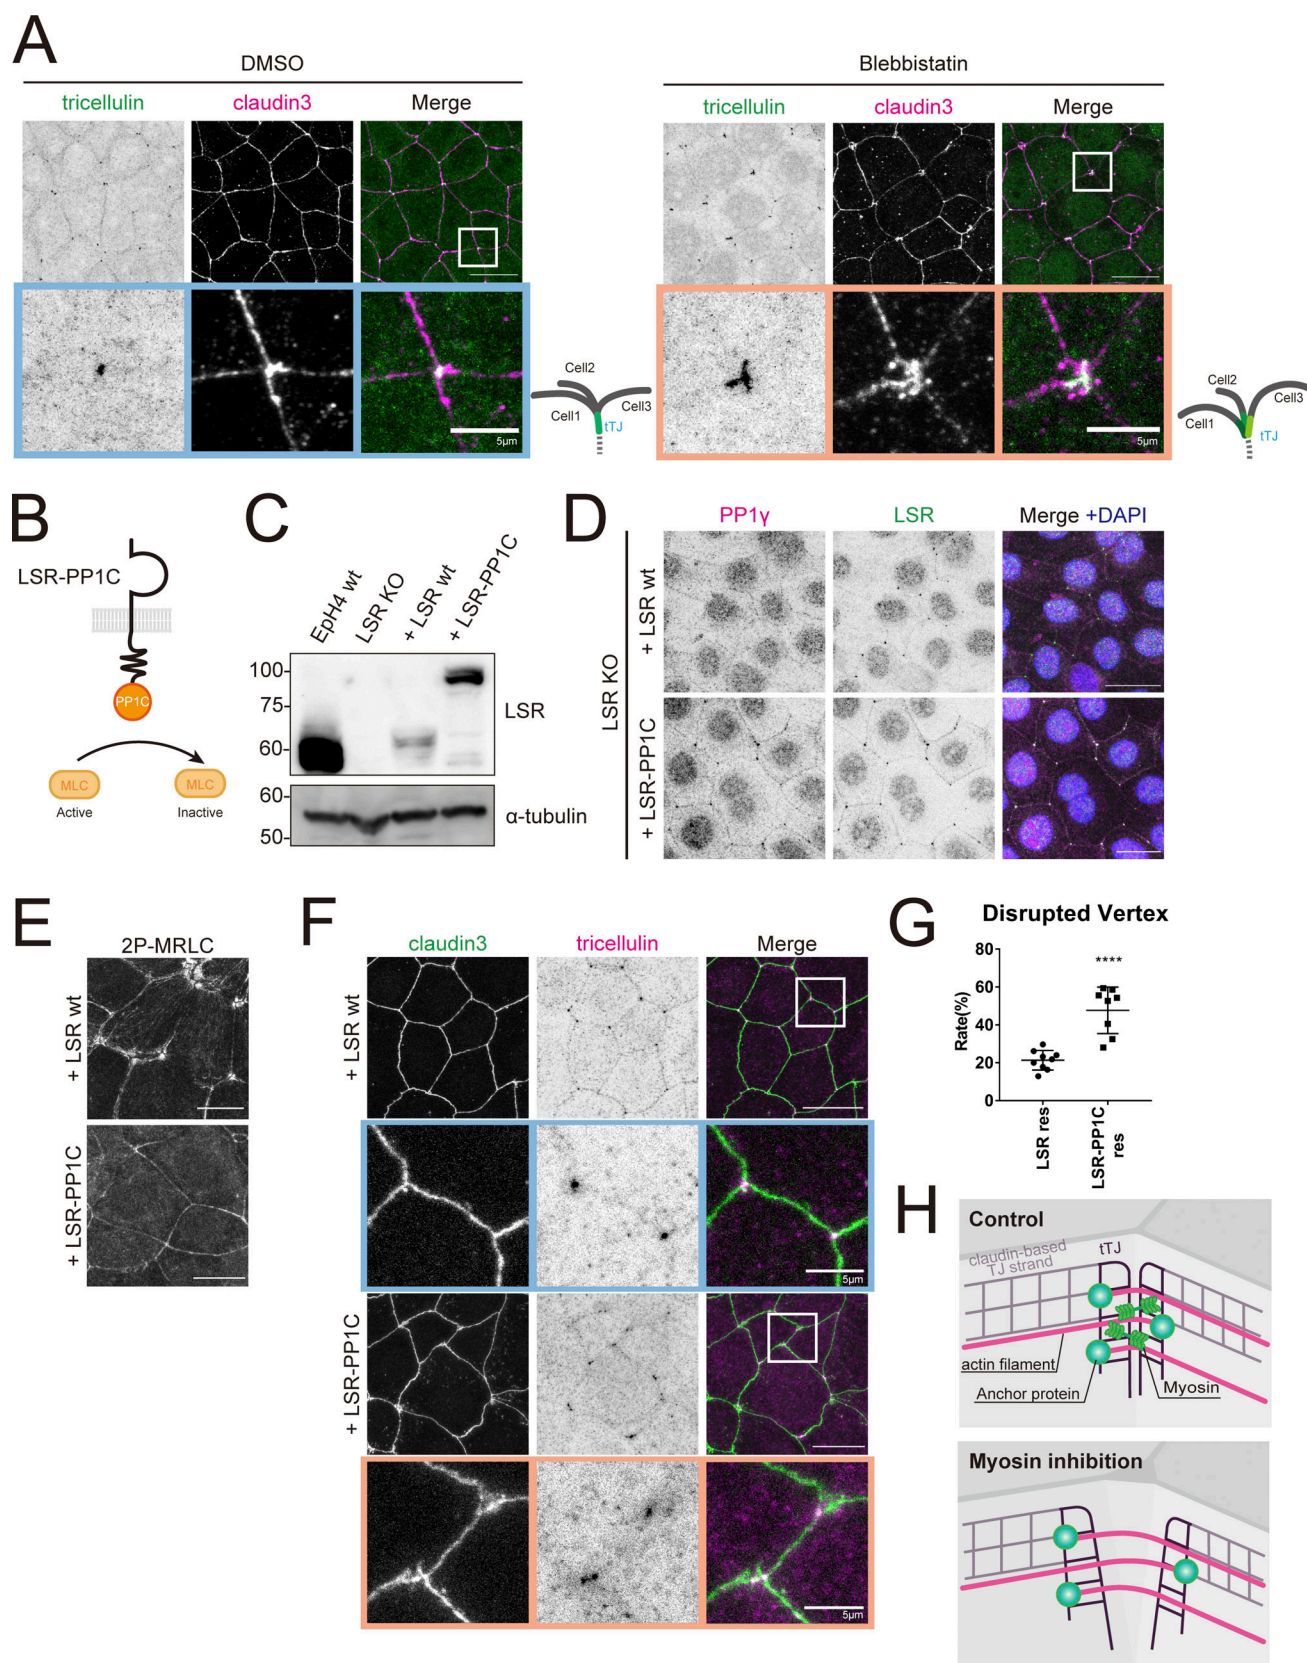 A
DMSO
Blebbistatin
tricellulin
claudin3
Merge
tricellulin
claudin3
Merge
5μm
Cell2
Cell1
Cell3
tTJ
5μm
Cell2
Cell1
Cell3
tTJ
B
LSR-PP1C
PP1C
MLC
MLC
Active
Inactive
C
EpH4 wt
LSR KO
+ LSR wt
+ LSR-PP1C
100
75
60
LSR
60
50
α-tubulin
D
PP1γ
LSR
Merge +DAPI
LSR KO
+ LSR wt
+ LSR-PP1C
E
2P-MRLC
+ LSR wt
+ LSR-PP1C
F
claudin3
tricellulin
Merge
+ LSR wt
5μm
+ LSR-PP1C
5μm
G
Disrupted Vertex
Rate(%)
80
60
40
20
0
****
LSR res
LSR-PP1C
res
H
Control
claudin-based
TJ strand
tTJ
actin filament
Anchor protein
Myosin
Myosin inhibition